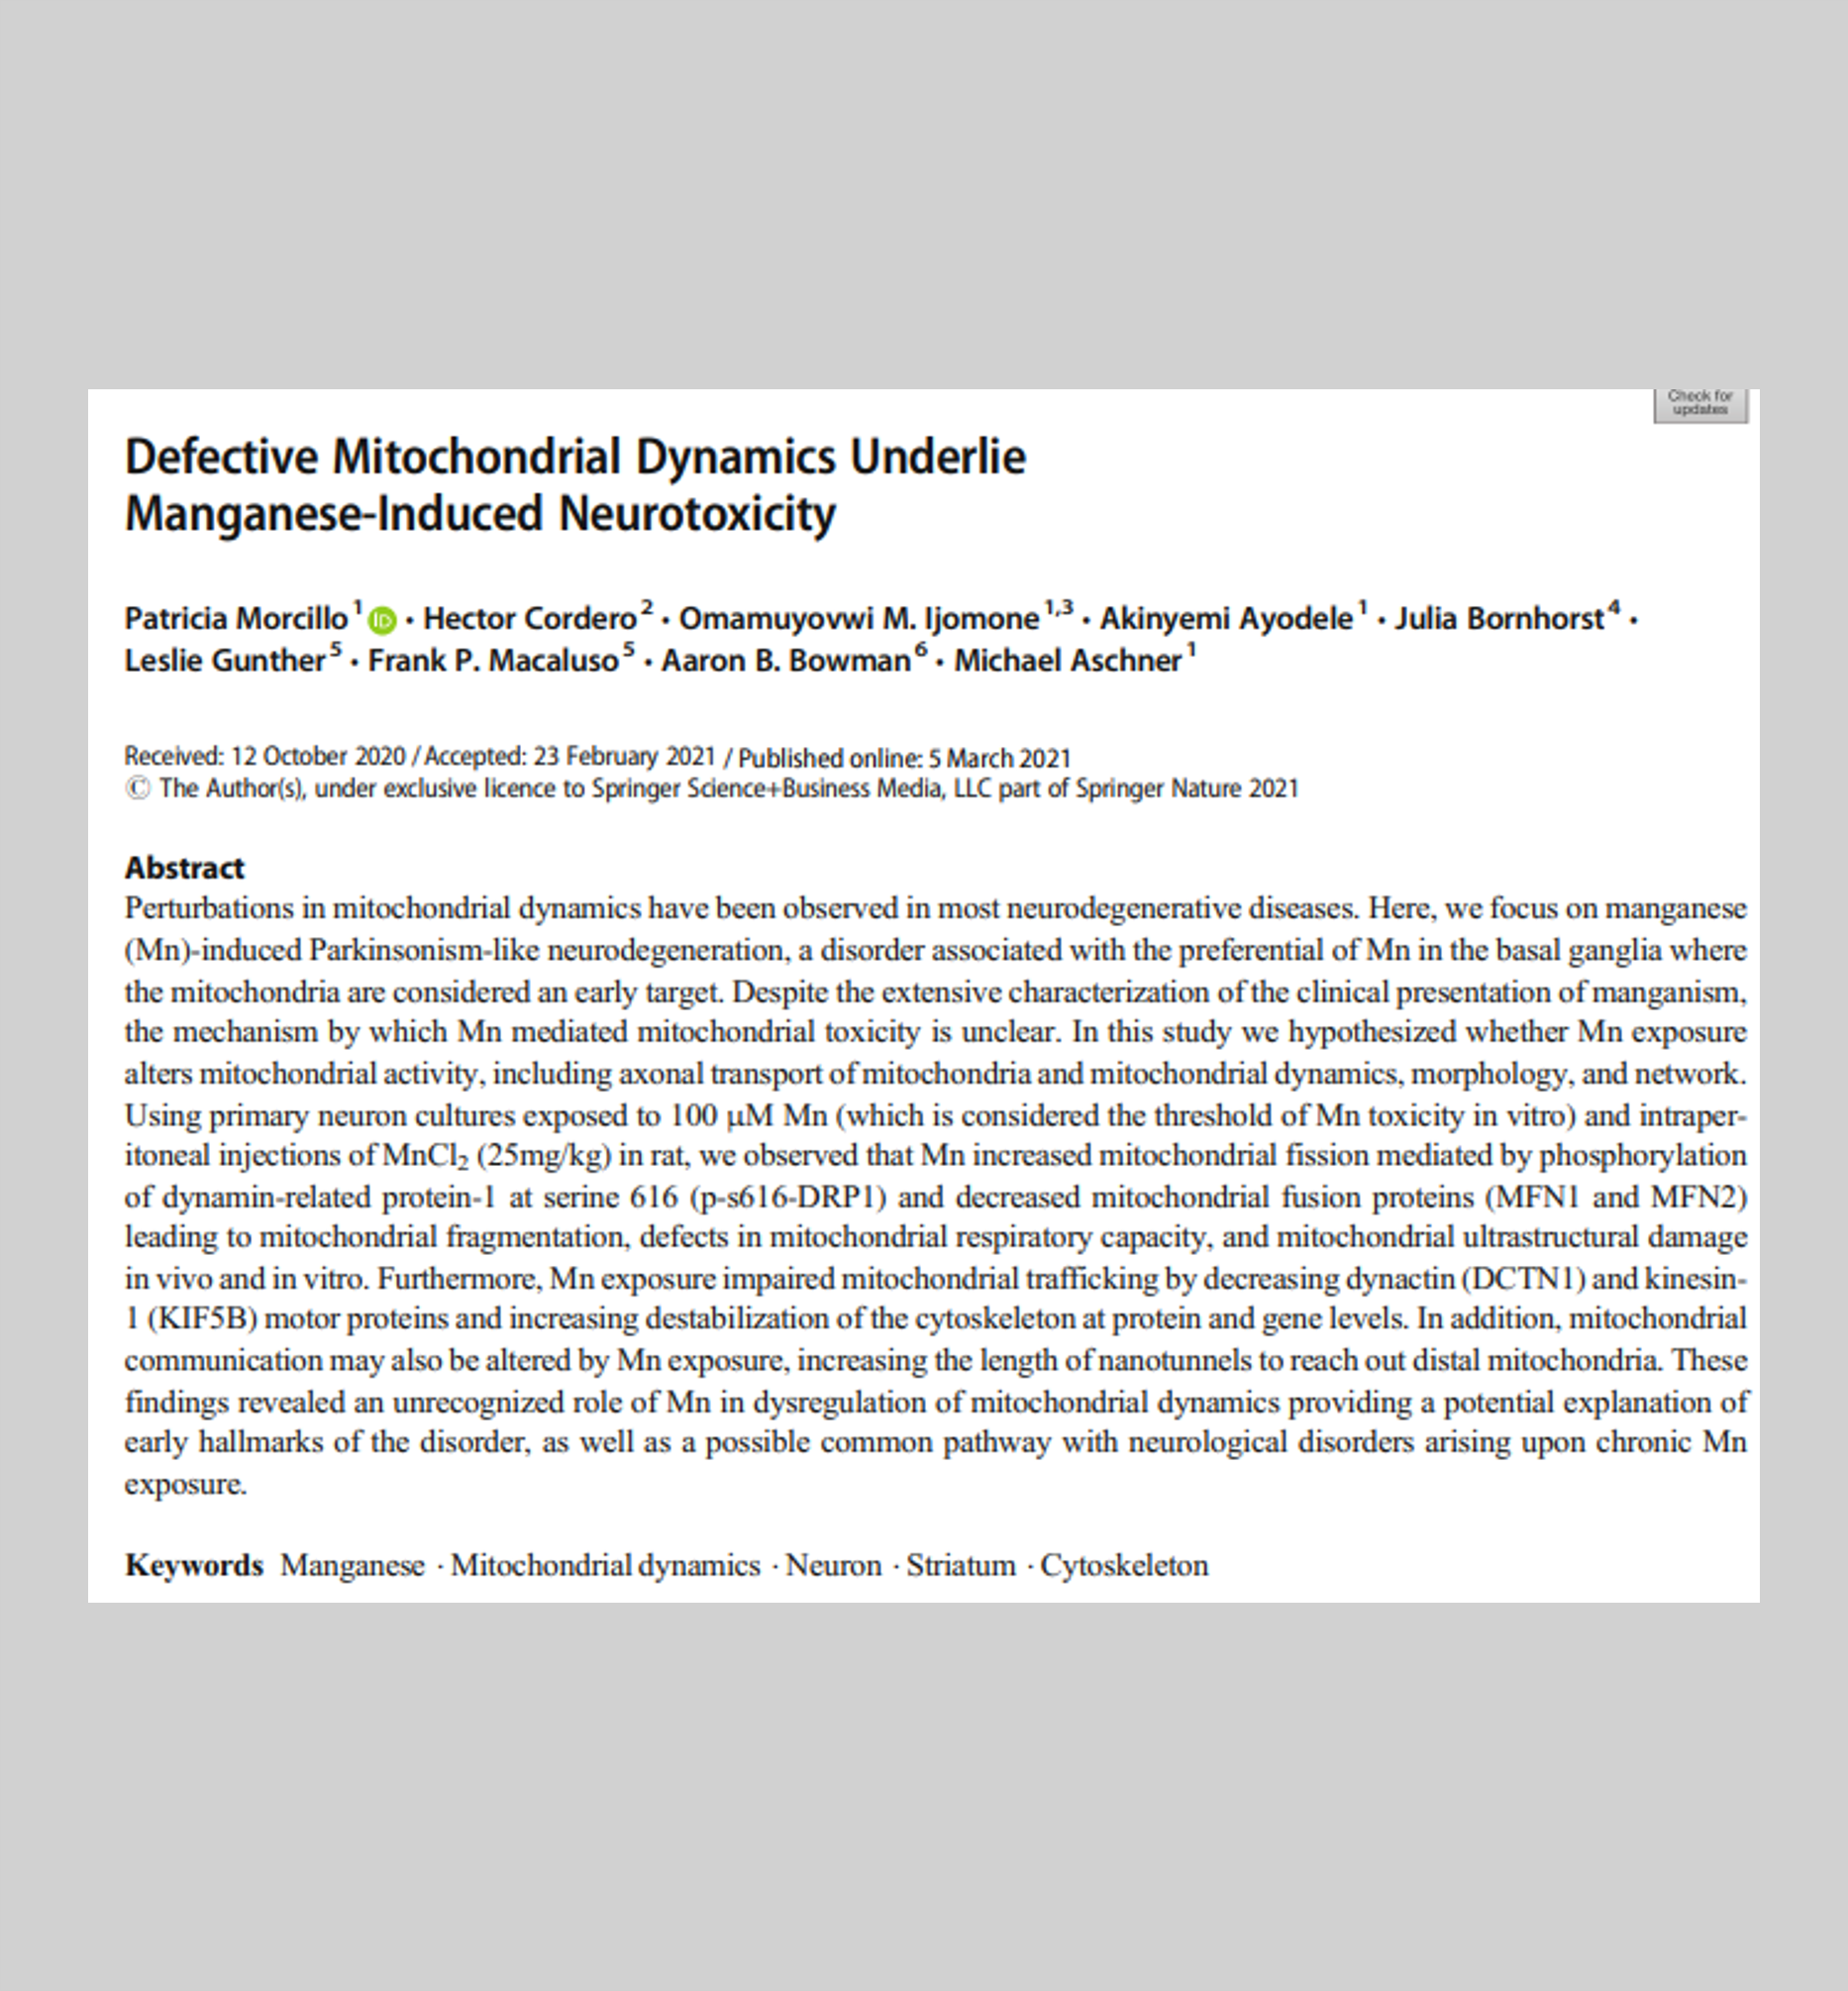 Check for
updates
Defective Mitochondrial Dynamics Underlie
Manganese-Induced Neurotoxicity
Patricia Morcillo 1 iD · Hector Cordero 2 · Omamuyovwi M. Ijomone 1,3 · Akinyemi Ayodele 1 · Julia Bornhorst 4 ·
Leslie Gunther 5 · Frank P. Macaluso 5 · Aaron B. Bowman 6 · Michael Aschner 1
Received: 12 October 2020 / Accepted: 23 February 2021 / Published online: 5 March 2021
© The Author(s), under exclusive licence to Springer Science+Business Media, LLC part of Springer Nature 2021
Abstract
Perturbations in mitochondrial dynamics have been observed in most neurodegenerative diseases. Here, we focus on manganese
(Mn)-induced Parkinsonism-like neurodegeneration, a disorder associated with the preferential of Mn in the basal ganglia where
the mitochondria are considered an early target. Despite the extensive characterization of the clinical presentation of manganism,
the mechanism by which Mn mediated mitochondrial toxicity is unclear. In this study we hypothesized whether Mn exposure
alters mitochondrial activity, including axonal transport of mitochondria and mitochondrial dynamics, morphology, and network.
Using primary neuron cultures exposed to 100 μM Mn (which is considered the threshold of Mn toxicity in vitro) and intraper-
itoneal injections of MnCl₂ (25mg/kg) in rat, we observed that Mn increased mitochondrial fission mediated by phosphorylation
of dynamin-related protein-1 at serine 616 (p-s616-DRP1) and decreased mitochondrial fusion proteins (MFN1 and MFN2)
leading to mitochondrial fragmentation, defects in mitochondrial respiratory capacity, and mitochondrial ultrastructural damage
in vivo and in vitro. Furthermore, Mn exposure impaired mitochondrial trafficking by decreasing dynactin (DCTN1) and kinesin-
1 (KIF5B) motor proteins and increasing destabilization of the cytoskeleton at protein and gene levels. In addition, mitochondrial
communication may also be altered by Mn exposure, increasing the length of nanotunnels to reach out distal mitochondria. These
findings revealed an unrecognized role of Mn in dysregulation of mitochondrial dynamics providing a potential explanation of
early hallmarks of the disorder, as well as a possible common pathway with neurological disorders arising upon chronic Mn
exposure.
Keywords Manganese · Mitochondrial dynamics · Neuron · Striatum · Cytoskeleton